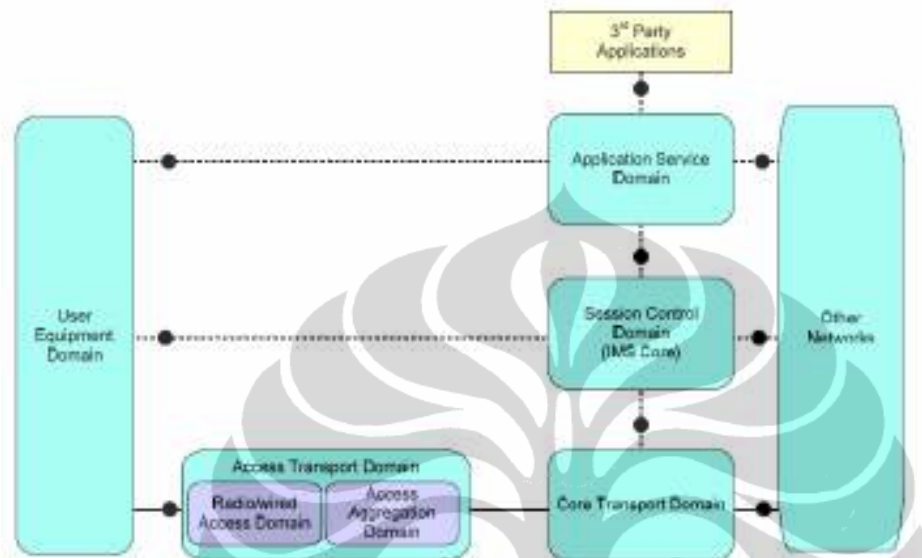 3rd Party
Applications
Application Service
Domain
User
Equipment
Domain
Session Control
Domain
(IMS Core)
Other
Networks
Access Transport Domain
Radio/wired
Access Domain
Access
Aggregation
Domain
Core Transport Domain